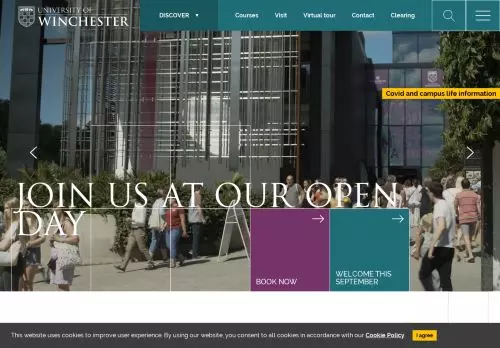 UNIVERSITY OF
WINCHESTER
DISCOVER ▼
Courses
Visit
Virtual tour
Contact
Clearing
Covid and campus life information
JOIN US AT OUR OPEN
DAY
BOOK NOW
WELCOME THIS
SEPTEMBER
This website uses cookies to improve user experience. By using our website, you consent to all cookies in accordance with our Cookie Policy
I agree